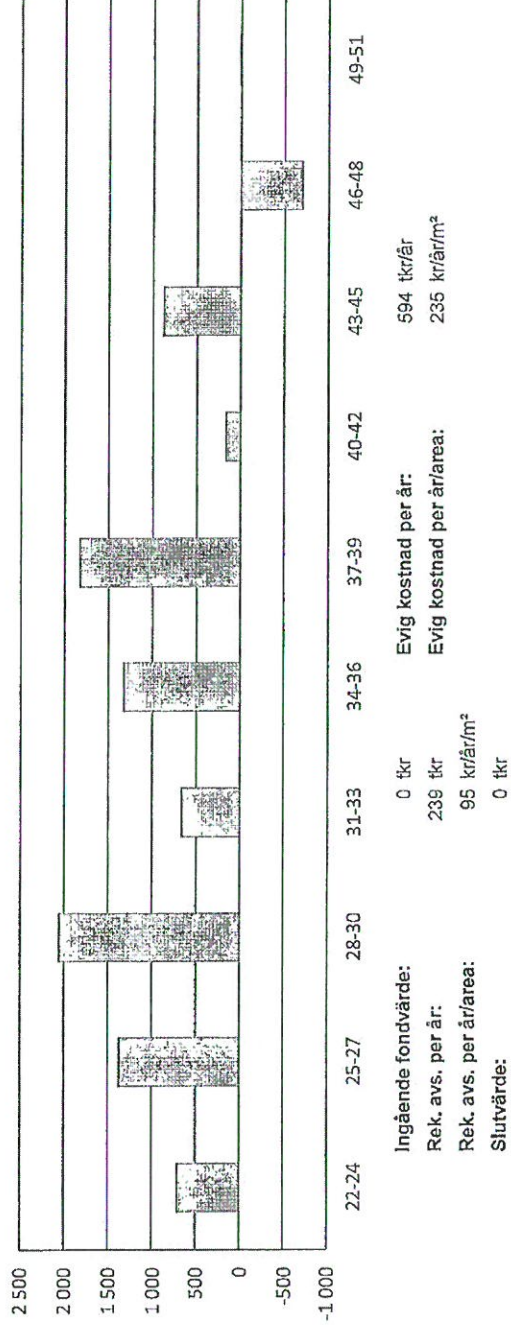 2 500
2 000
1 500
1 000
500
0
-500
-1 000
22-24 25-27 28-30 31-33 34-36 37-39 40-42 43-45 46-48 49-51
Ingående fondvärde: 0 tkr Evig kostnad per år: 594 tkr/år
Rek. avs. per år: 239 tkr Evig kostnad per år/area: 235 kr/år/m²
Rek. avs. per år/area: 95 kr/år/m²
Slutvärde: 0 tkr